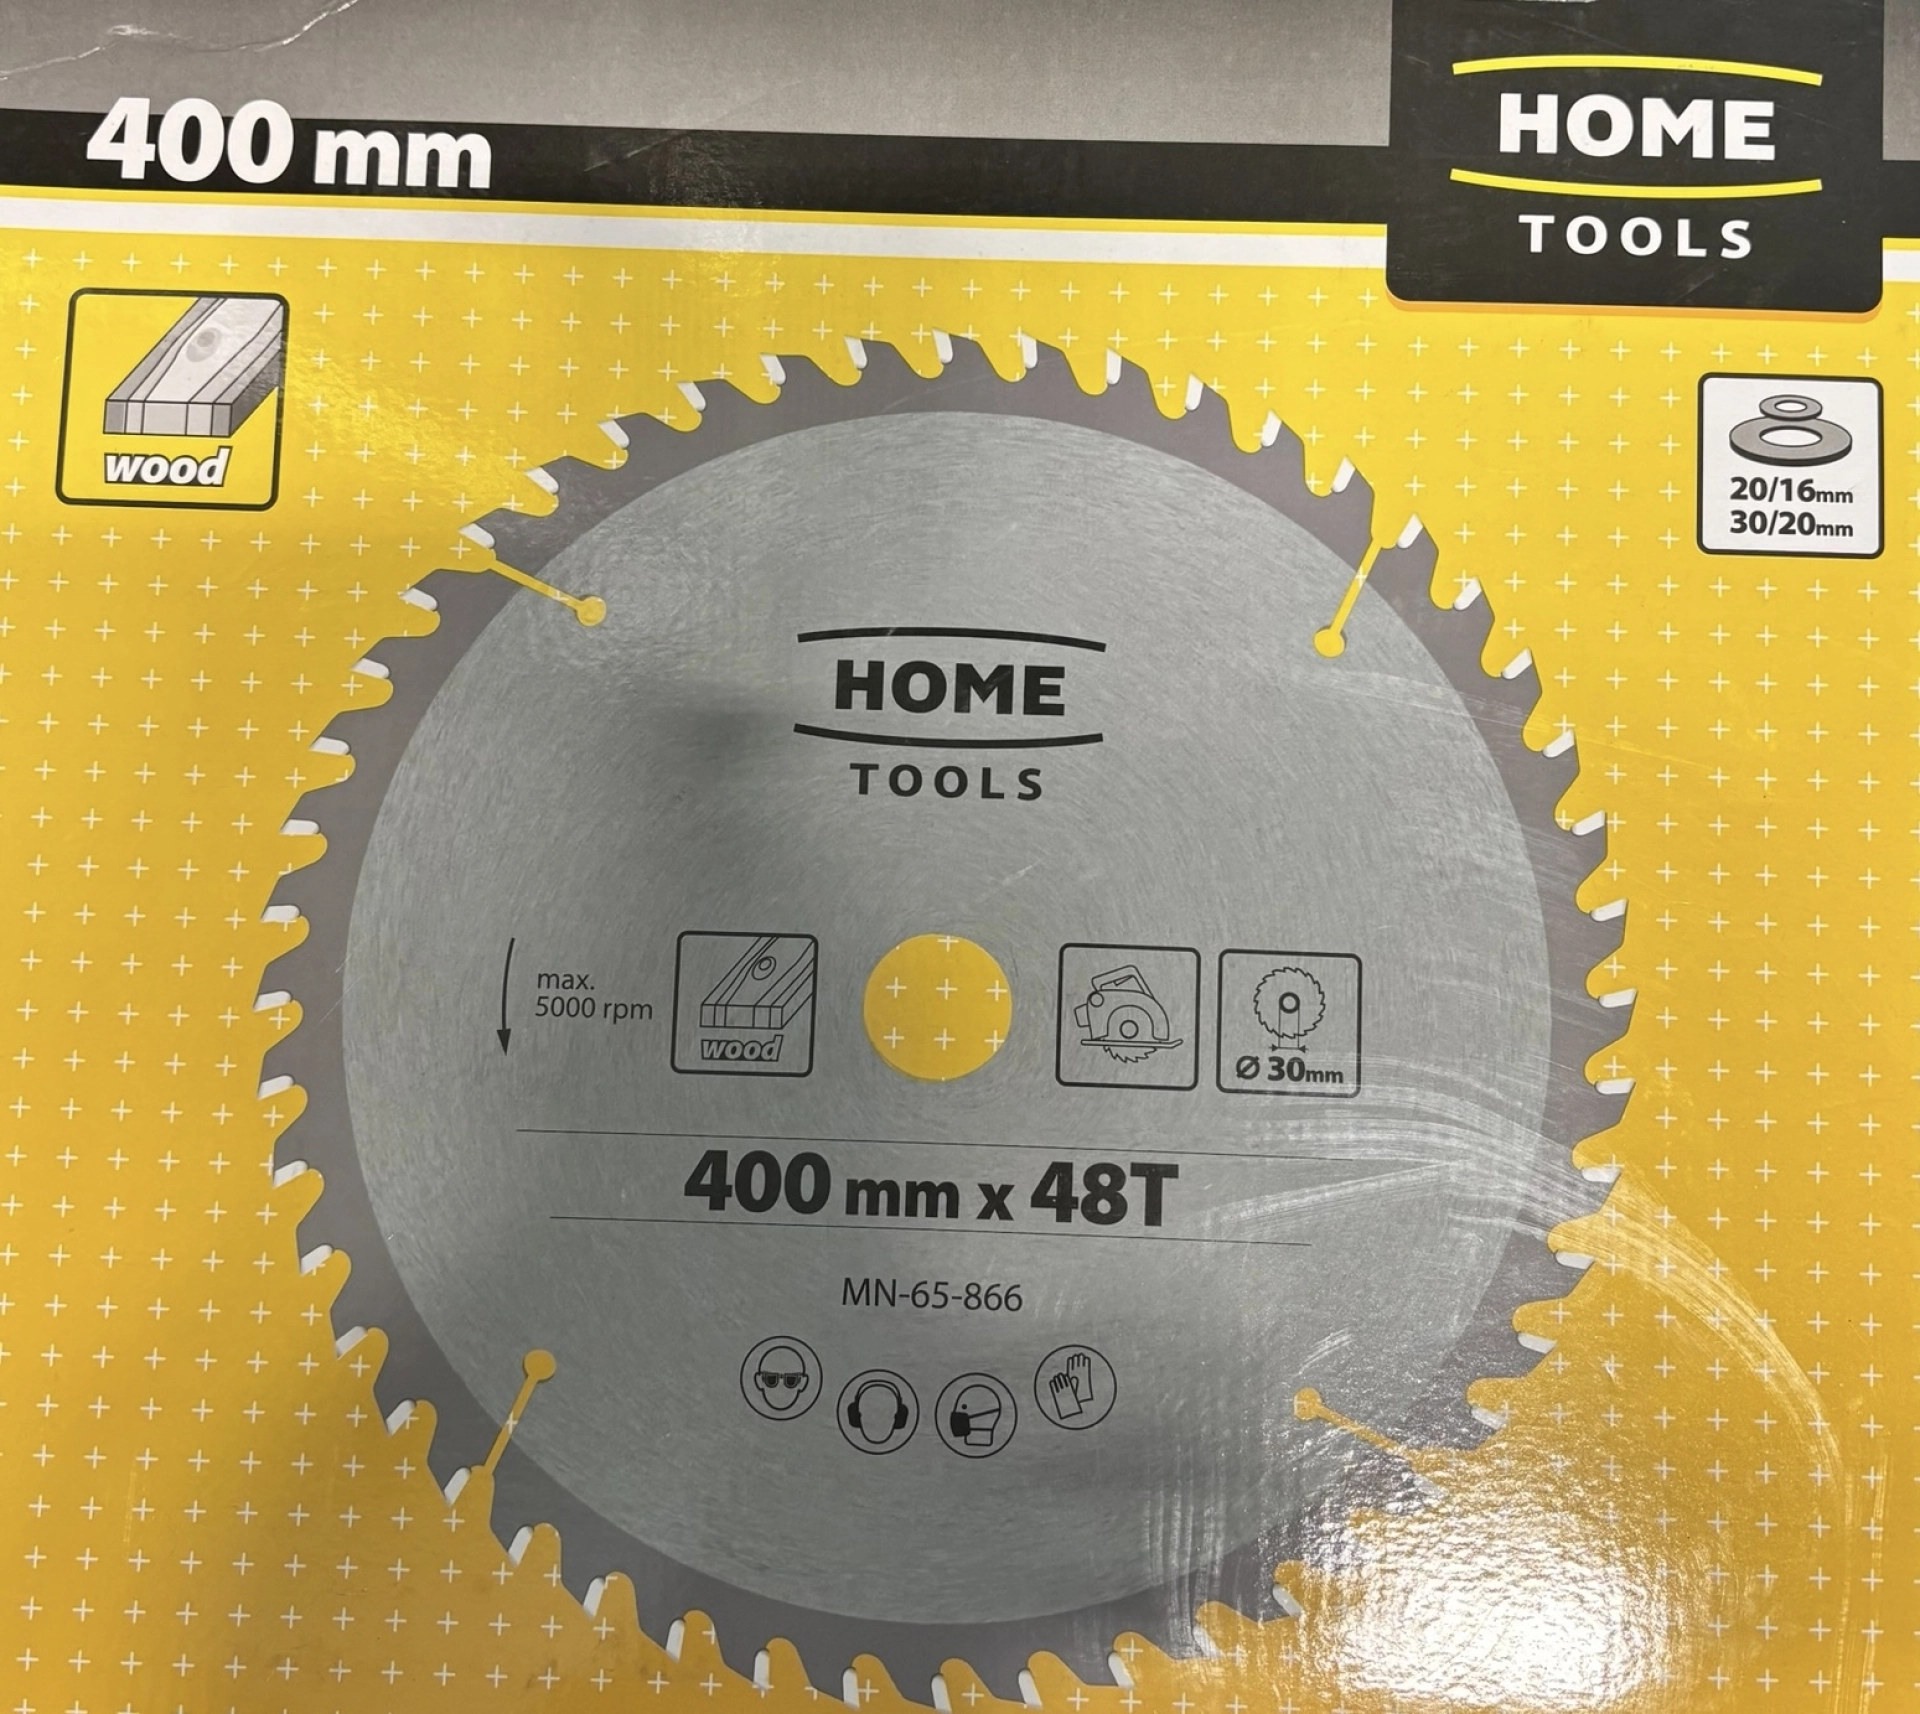 400 mm
HOME
TOOLS
wood
20/16mm
30/20mm
HOME
TOOLS
max.
5000 rpm
wood
Ø 30mm
400 mm x 48T
MN-65-866